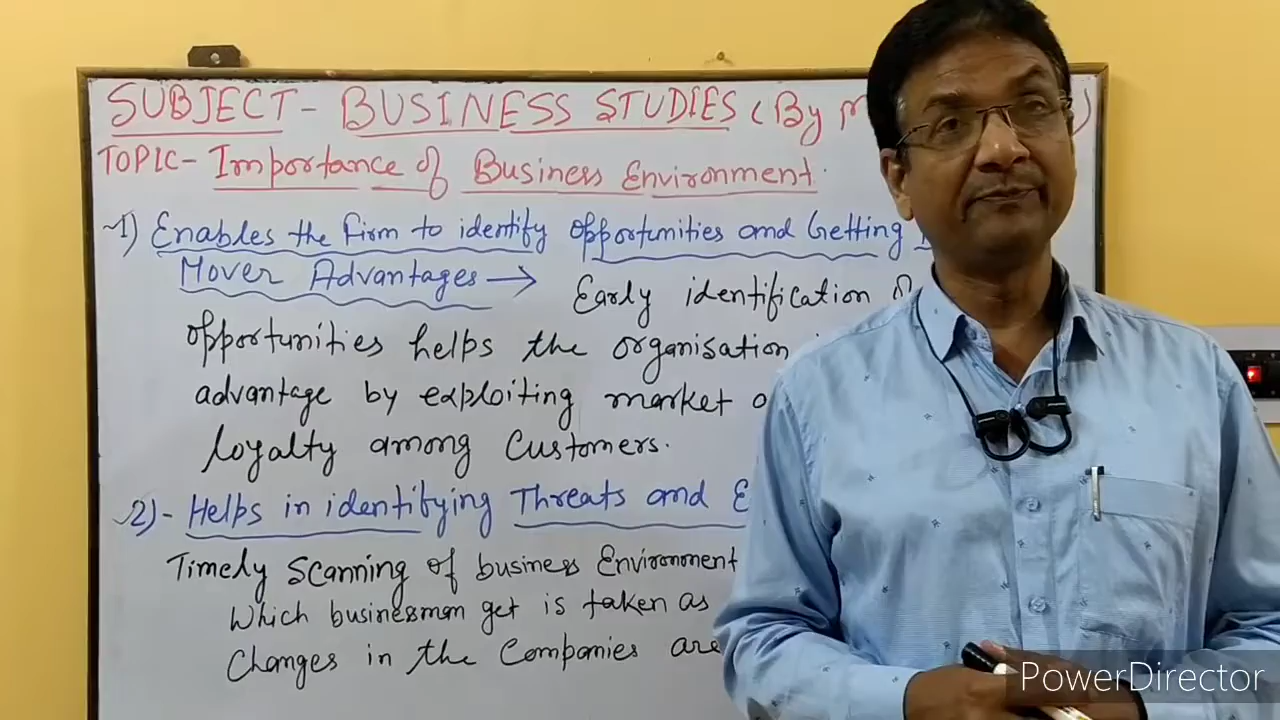 SUBJECT - BUSINESS STUDIES (By
TOPIC - Importance of Business Environment
1) Enables the firm to identify opportunities and Getting
Mover Advantages → Early identification of
opportunities helps the organisation
advantage by exploiting market
loyalty among Customers.
2) - Helps in identifying Threats and
Timely Scanning of business Environment
Which businessman get is taken as
Changes in the Companies are
PowerDirector